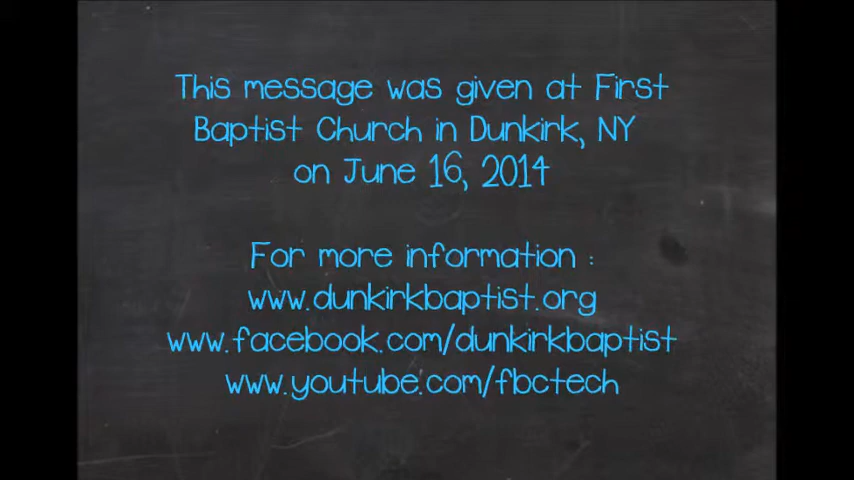 This message was given at First
Baptist Church in Dunkirk, NY
on June 16, 2014
For more information :
www.dunkirkbaptist.org
www.facebook.com/dunkirkbaptist
www.youtube.com/fbctech